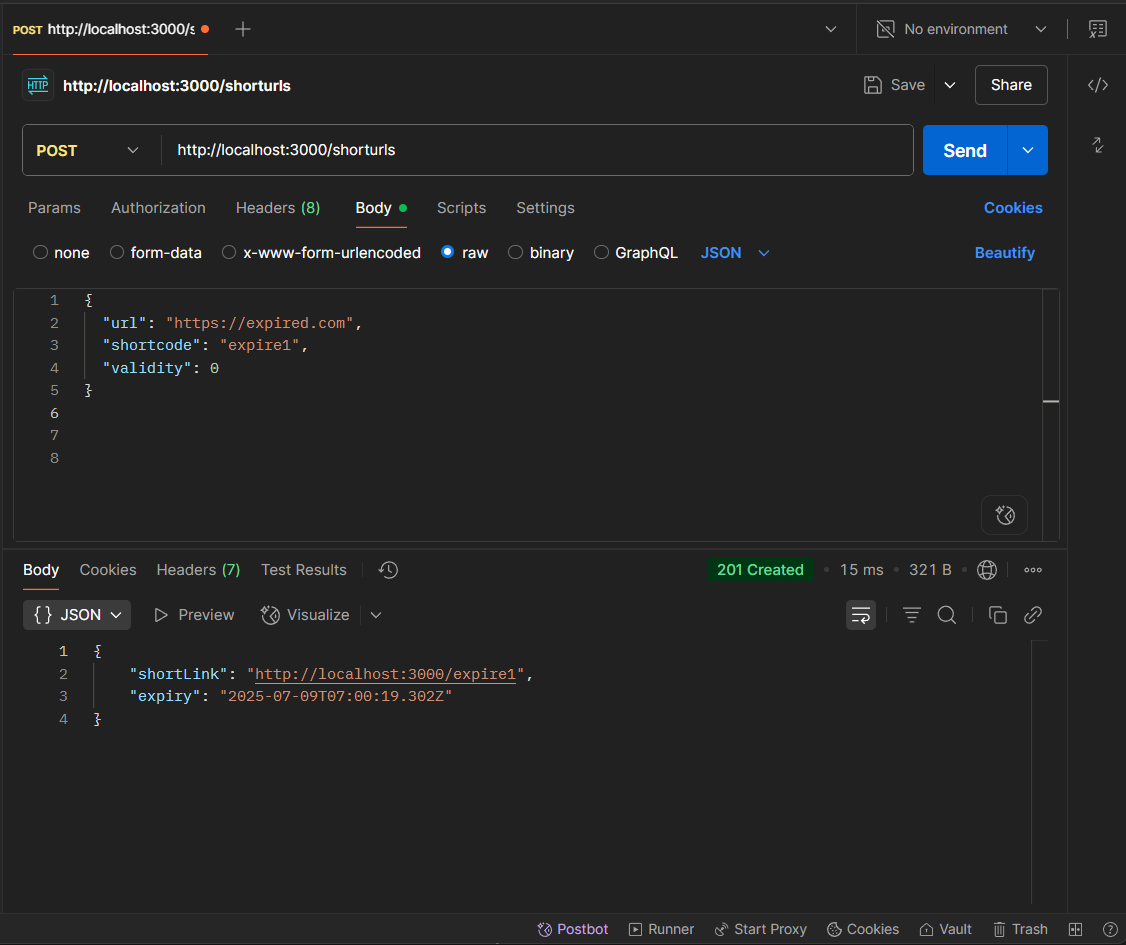 POST http://localhost:3000/s
No environment
HTTP http://localhost:3000/shorturls
Save
Share
POST
http://localhost:3000/shorturls
Send
Params Authorization Headers (8) Body Scripts Settings Cookies
none form-data x-www-form-urlencoded raw binary GraphQL JSON Beautify
1 {
2 "url": "https://expired.com",
3 "shortcode": "expire1",
4 "validity": 0
5 }
6
7
8
Body Cookies Headers (7) Test Results 201 Created • 15 ms • 321 B
{} JSON Preview Visualize
1 {
2 "shortLink": "http://localhost:3000/expire1",
3 "expiry": "2025-07-09T07:00:19.302Z"
4 }
Postbot Runner Start Proxy Cookies Vault Trash